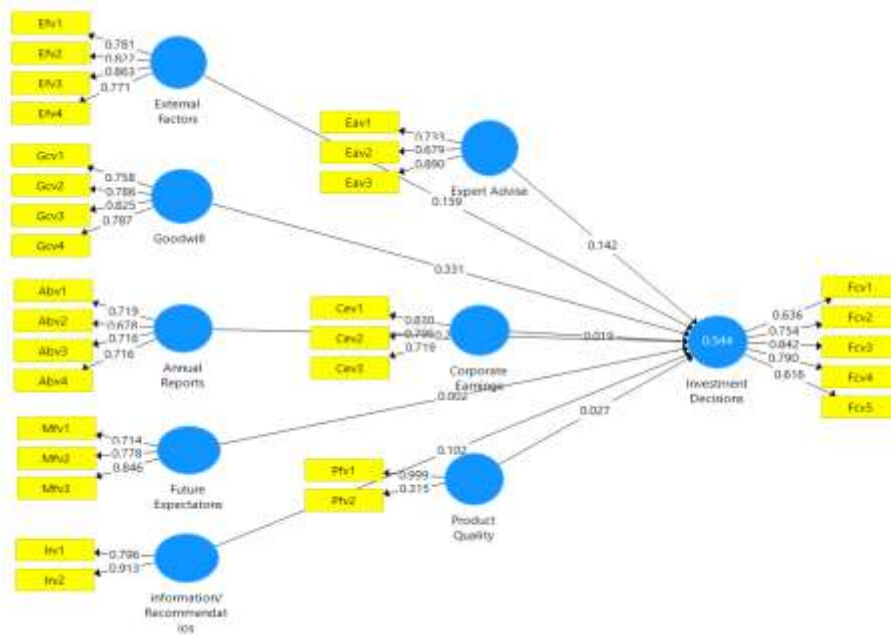 Efv1
Efv2
Efv3
Efv4
0.781
0.863
0.771
External
Factors
Gcv1
Gcv2
Gcv3
Gcv4
0.758
0.786
0.825
0.787
Goodwill
Abv1
Abv2
Abv3
Abv4
0.719
0.678
0.716
0.716
Annual
Reports
Mfv1
Mfv2
Mfv3
0.714
0.778
0.846
Future
Expectations
Inv1
Inv2
0.796
0.913
information/
Recommendat
ios
Eav1
Eav2
Eav3
0.733
0.679
0.890
Expert Advise
0.159
0.142
0.331
Cev1
Cev2
Cev3
0.830
0.719
Corporate
Earnings
0.019
0.002
0.102
0.027
Pfv1
Pfv2
0.999
0.315
Product
Quality
0.544
Investment
Decisions
Fcv1
Fcv2
Fcv3
Fcv4
Fcv5
0.636
0.754
0.842
0.790
0.616